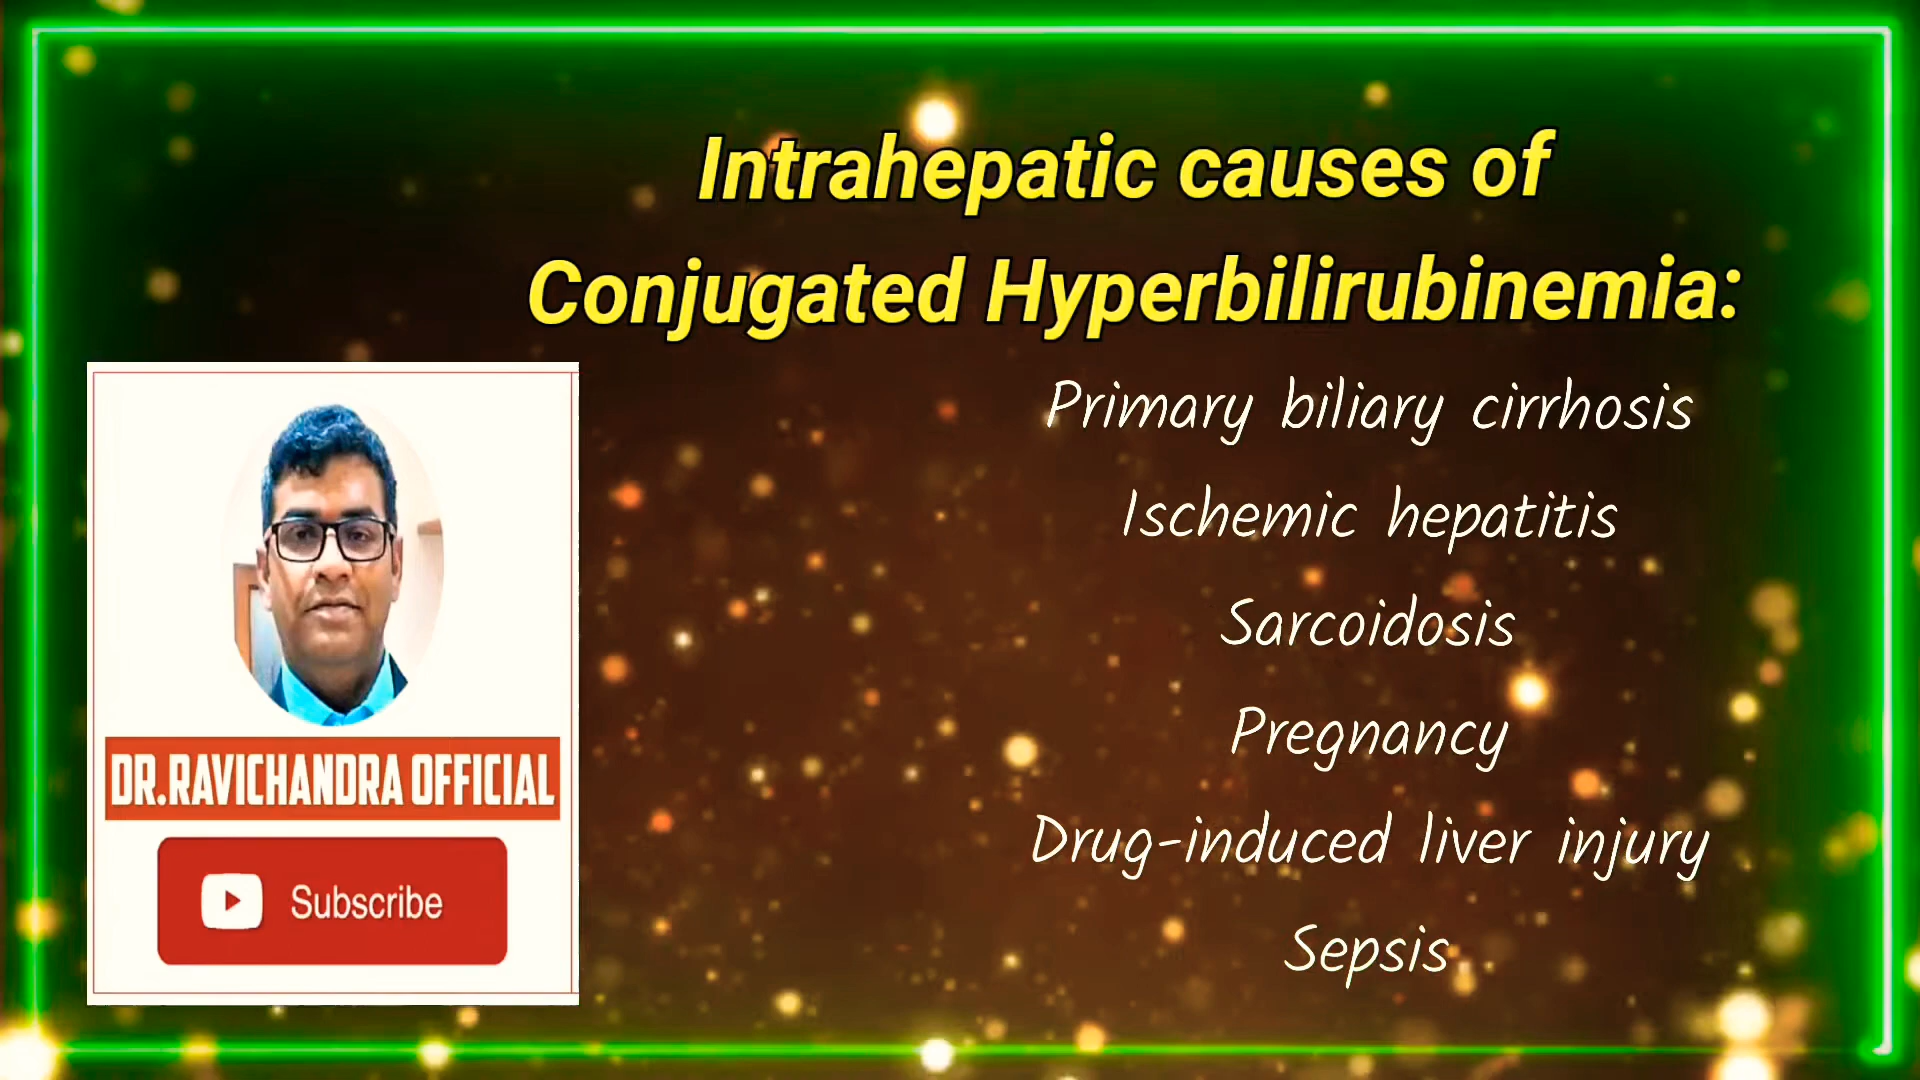 Intrahepatic causes of
Conjugated Hyperbilirubinemia:
Primary biliary cirrhosis
Ischemic hepatitis
Sarcoidosis
Pregnancy
Drug-induced liver injury
Sepsis
DR.RAVICHANDRA OFFICIAL
Subscribe